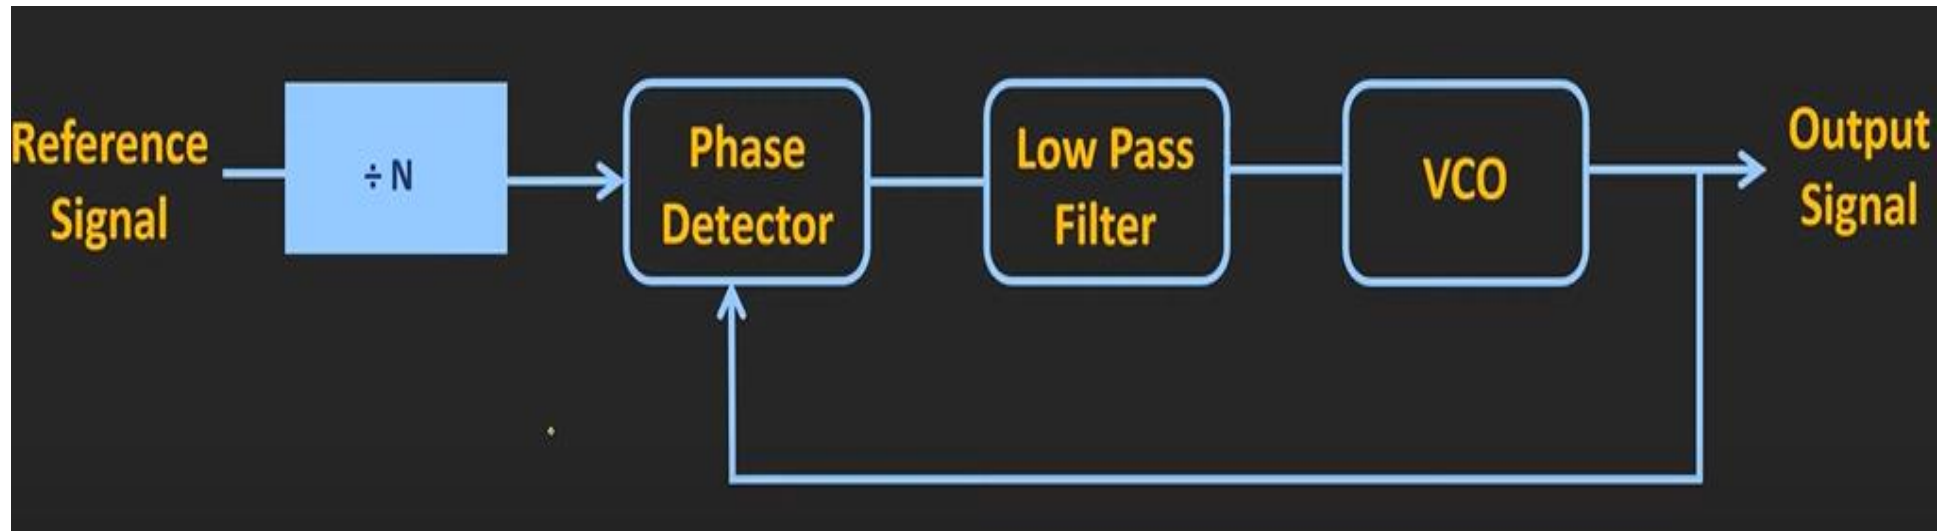 Reference
Signal
÷ N
Phase
Detector
Low Pass
Filter
VCO
Output
Signal